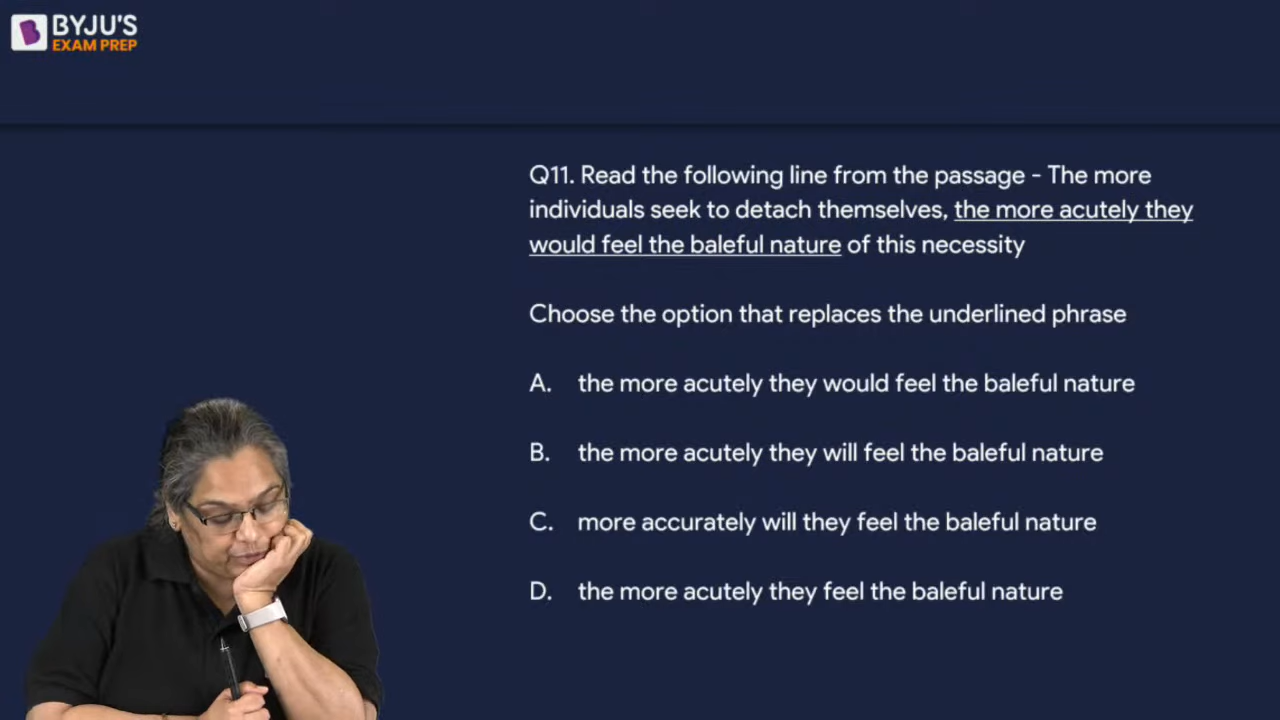 BYJU'S
EXAM PREP
Q11. Read the following line from the passage - The more
individuals seek to detach themselves, the more acutely they
would feel the baleful nature of this necessity
Choose the option that replaces the underlined phrase
A. the more acutely they would feel the baleful nature
B. the more acutely they will feel the baleful nature
C. more accurately will they feel the baleful nature
D. the more acutely they feel the baleful nature